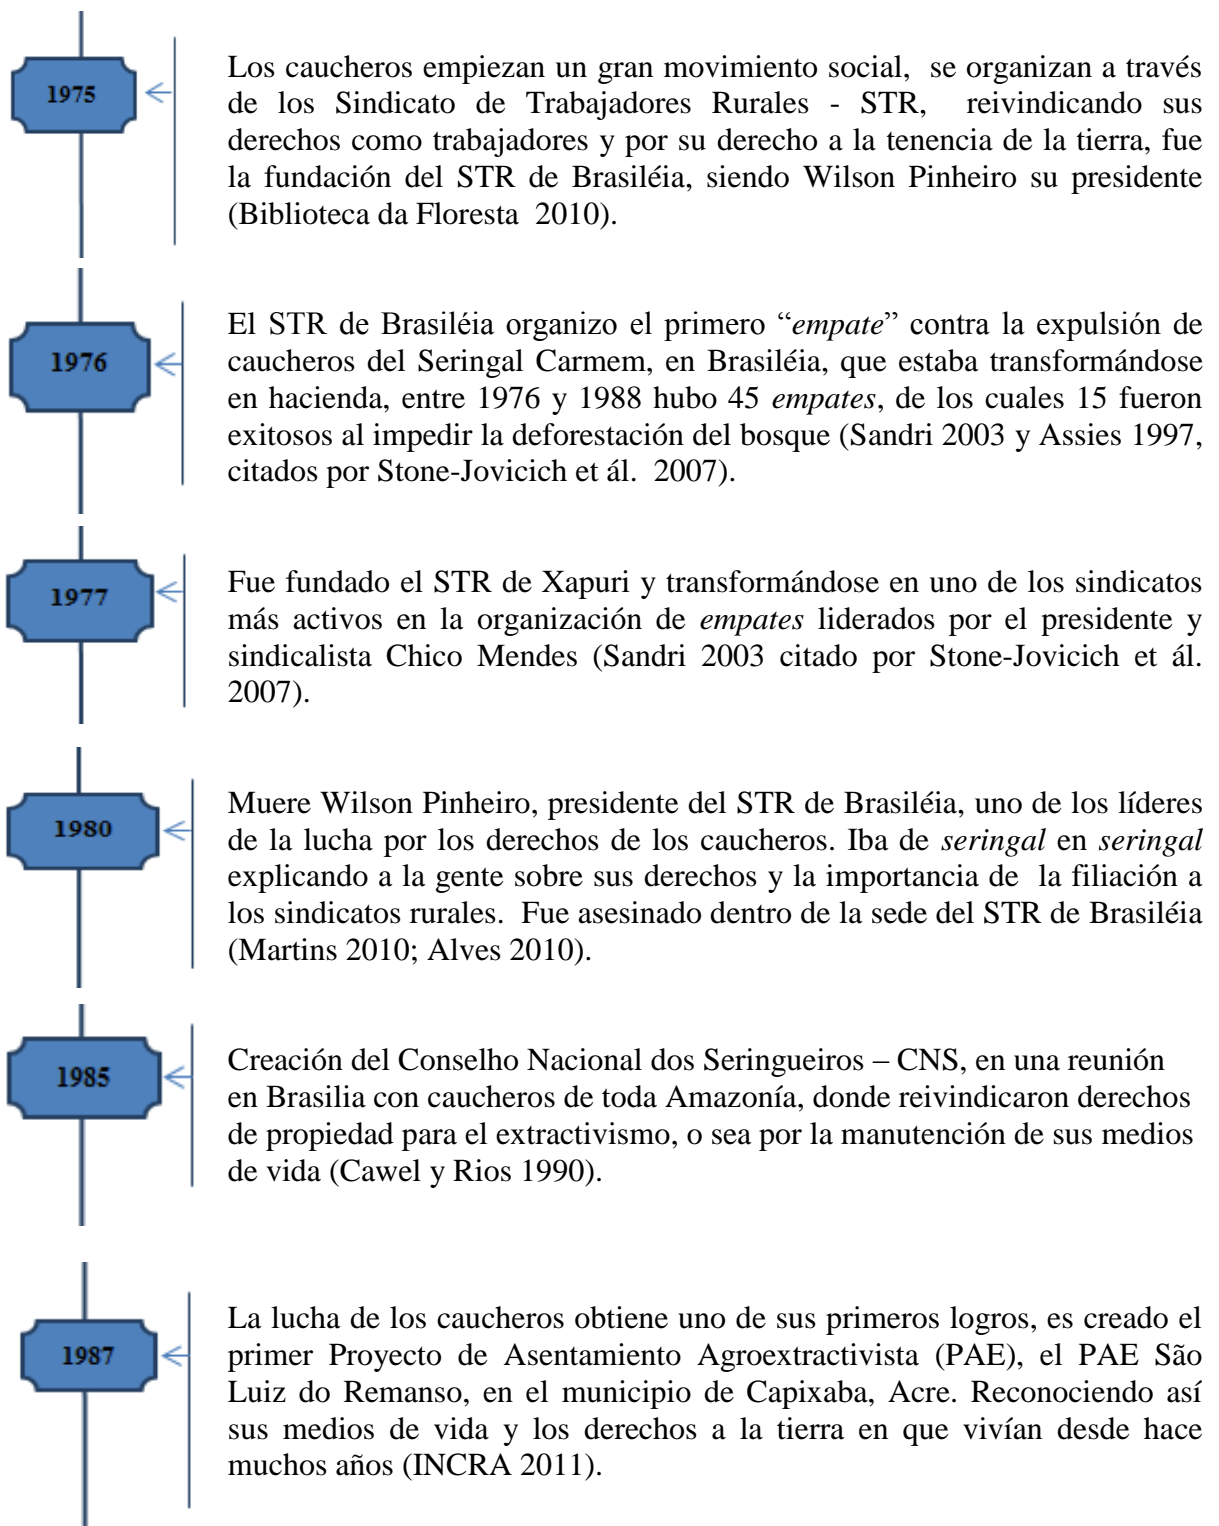 1975
Los caucheros empiezan un gran movimiento social, se organizan a través
de los Sindicato de Trabajadores Rurales - STR, reivindicando sus
derechos como trabajadores y por su derecho a la tenencia de la tierra, fue
la fundación del STR de Brasiléia, siendo Wilson Pinheiro su presidente
(Biblioteca da Floresta 2010).
1976
El STR de Brasiléia organizo el primero “empate” contra la expulsión de
caucheros del Seringal Carmem, en Brasiléia, que estaba transformándose
en hacienda, entre 1976 y 1988 hubo 45 empates, de los cuales 15 fueron
exitosos al impedir la deforestación del bosque (Sandri 2003 y Assies 1997,
citados por Stone-Jovicich et ál. 2007).
1977
Fue fundado el STR de Xapuri y transformándose en uno de los sindicatos
más activos en la organización de empates liderados por el presidente y
sindicalista Chico Mendes (Sandri 2003 citado por Stone-Jovicich et ál.
2007).
1980
Muere Wilson Pinheiro, presidente del STR de Brasiléia, uno de los líderes
de la lucha por los derechos de los caucheros. Iba de seringal en seringal
explicando a la gente sobre sus derechos y la importancia de la filiación a
los sindicatos rurales. Fue asesinado dentro de la sede del STR de Brasiléia
(Martins 2010; Alves 2010).
1985
Creación del Conselho Nacional dos Seringueiros – CNS, en una reunión
en Brasilia con caucheros de toda Amazonía, donde reivindicaron derechos
de propiedad para el extractivismo, o sea por la manutención de sus medios
de vida (Cawel y Rios 1990).
1987
La lucha de los caucheros obtiene uno de sus primeros logros, es creado el
primer Proyecto de Asentamiento Agroextractivista (PAE), el PAE São
Luiz do Remanso, en el municipio de Capixaba, Acre. Reconociendo así
sus medios de vida y los derechos a la tierra en que vivían desde hace
muchos años (INCRA 2011).